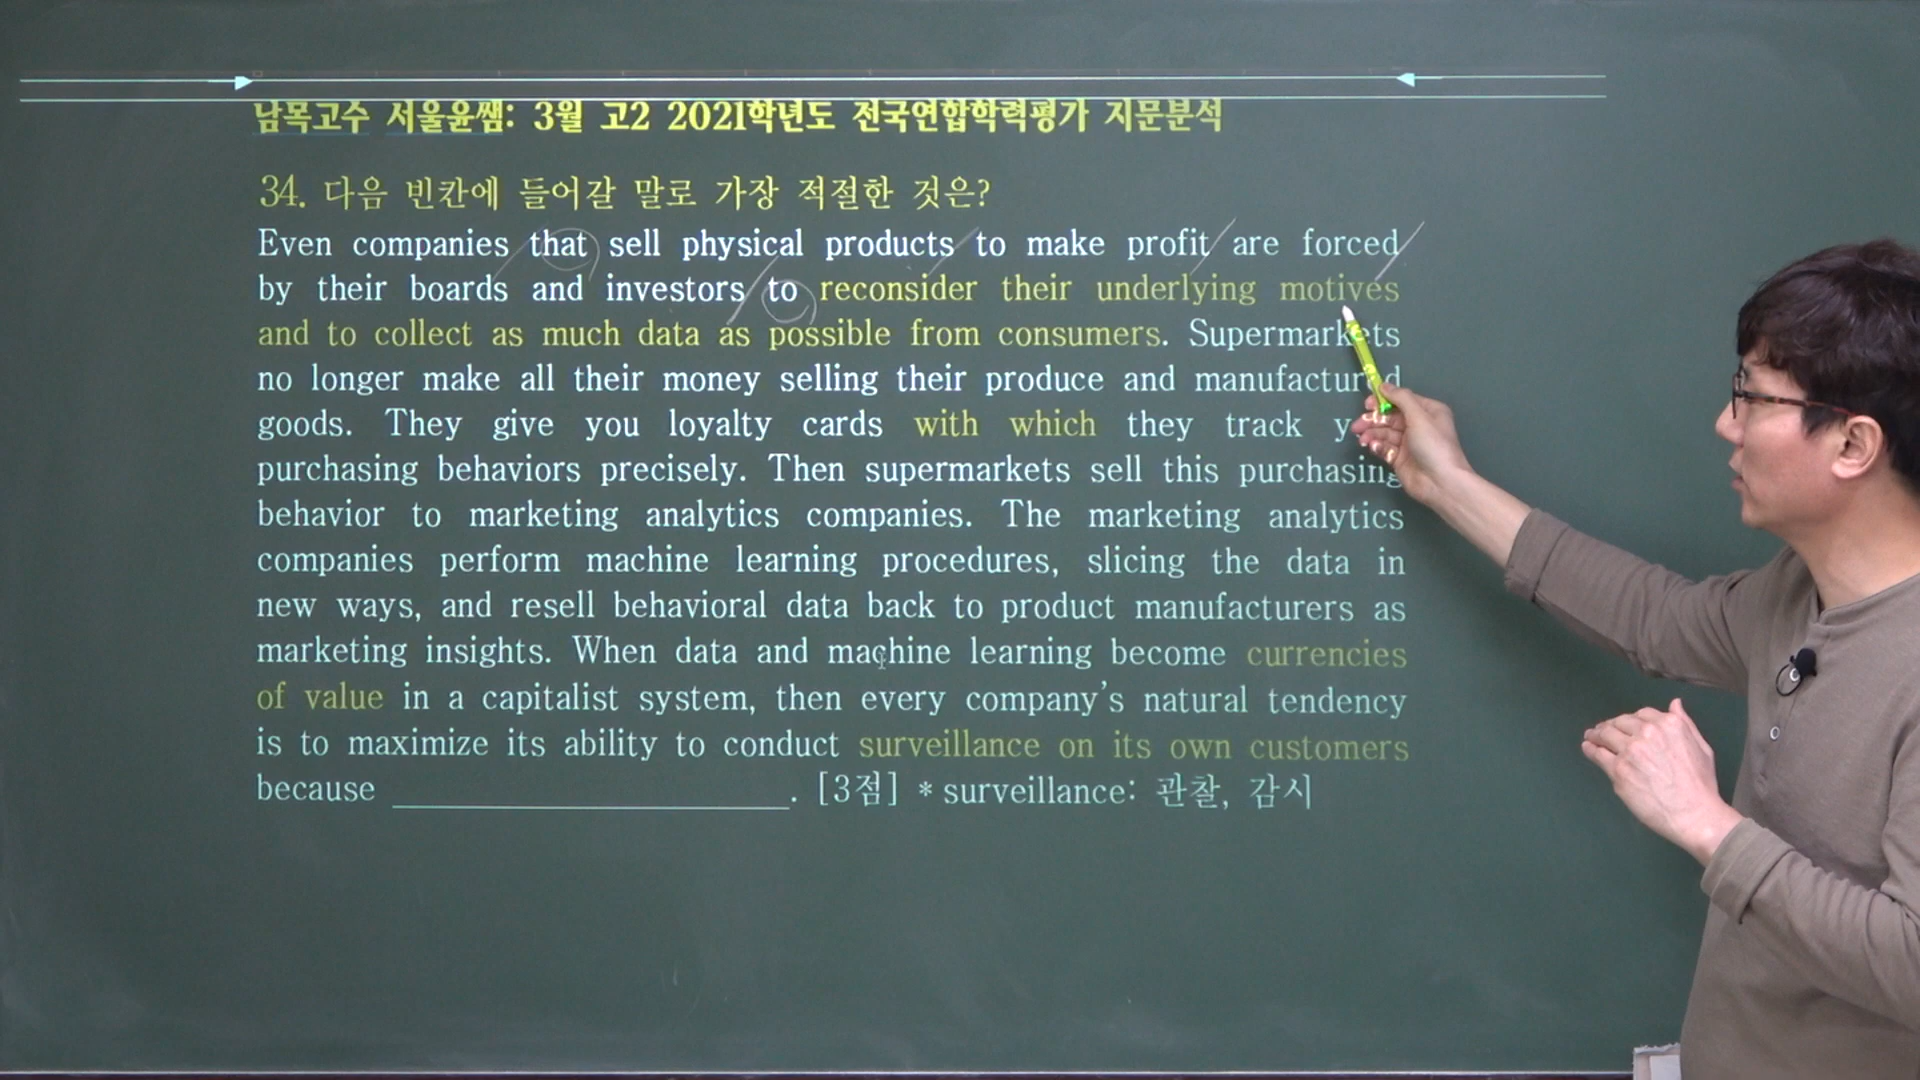 남목고수 서울윤쌤: 3월 고2 2021학년도 전국연합학력평가 지문분석
34. 다음 빈칸에 들어갈 말로 가장 적절한 것은?
Even companies that sell physical products to make profit are forced
by their boards and investors to reconsider their underlying motives
and to collect as much data as possible from consumers. Supermarkets
no longer make all their money selling their produce and manufactured
goods. They give you loyalty cards with which they track
purchasing behaviors precisely. Then supermarkets sell this purchasing
behavior to marketing analytics companies. The marketing analytics
companies perform machine learning procedures, slicing the data in
new ways, and resell behavioral data back to product manufacturers as
marketing insights. When data and machine learning become currencies
of value in a capitalist system, then every company's natural tendency
is to maximize its ability to conduct surveillance on its own customers
because ____________. [3점] * surveillance: 관찰, 감시